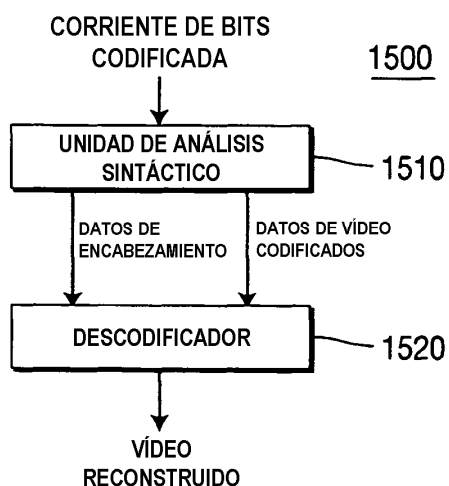 CORRIENTE DE BITS
CODIFICADA
1500
UNIDAD DE ANÁLISIS
SINTÁCTICO
1510
DATOS DE
ENCABEZAMIENTO
DATOS DE VÍDEO
CODIFICADOS
DESCODIFICADOR
1520
VÍDEO
RECONSTRUIDO